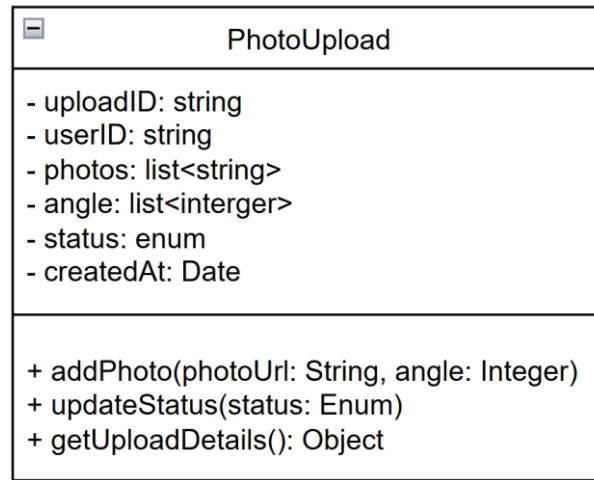 PhotoUpload
- uploadID: string
- userID: string
- photos: list<string>
- angle: list<interger>
- status: enum
- createdAt: Date
+ addPhoto(photoUrl: String, angle: Integer)
+ updateStatus(status: Enum)
+ getUploadDetails(): Object